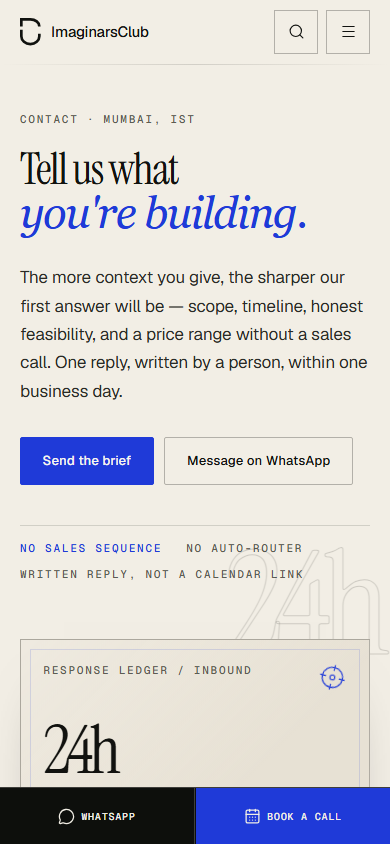 ImaginarsClub
CONTACT · MUMBAI, IST
Tell us what
you're building.
The more context you give, the sharper our
first answer will be — scope, timeline, honest
feasibility, and a price range without a sales
call. One reply, written by a person, within one
business day.
Send the brief
Message on WhatsApp
NO SALES SEQUENCE NO AUTO-ROUTER
WRITTEN REPLY, NOT A CALENDAR LINK
24h
RESPONSE LEDGER / INBOUND
24h
WHATSAPP
BOOK A CALL